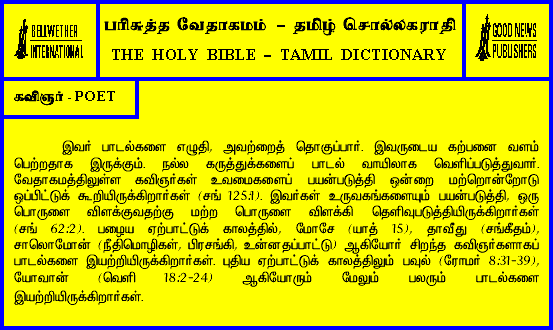 BELLWETHER
INTERNATIONAL
பரிசுத்த வேதாகமம் – தமிழ் சொல்லகராதி
THE HOLY BIBLE – TAMIL DICTIONARY
GOOD NEWS
PUBLISHERS
கவிஞர் - POET
இவர் பாடல்களை எழுதி, அவற்றைத் தொகுப்பார். இவருடைய கற்பனை வளம்
பெற்றதாக இருக்கும். நல்ல கருத்துக்களைப் பாடல் வாயிலாக வெளிப்படுத்துவார்.
வேதாகமத்திலுள்ள கவிஞர்கள் உவமைகளைப் பயன்படுத்தி ஒன்றை மற்றொன்றோடு
ஒப்பிட்டுக் கூறியிருக்கிறார்கள் (சங் 125:1). இவர்கள் உருவகங்களையும் பயன்படுத்தி, ஒரு
பொருளை விளக்குவதற்கு மற்ற பொருளை விளக்கி தெளிவுபடுத்தியிருக்கிறார்கள்
(சங் 62:2). பழைய ஏற்பாட்டுக் காலத்தில், மோசே (யாத் 15), தாவீது (சங்கீதம்),
சாலொமோன் (நீதிமொழிகள், பிரசங்கி, உன்னதப்பாட்டு) ஆகியோர் சிறந்த கவிஞர்களாகப்
பாடல்களை இயற்றியிருக்கிறார்கள். புதிய ஏற்பாட்டுக் காலத்திலும் பவுல் (ரோமர் 8:31-39),
யோவான் (வெளி 18:2-24) ஆகியோரும் மேலும் பலரும் பாடல்களை
இயற்றியிருக்கிறார்கள்.